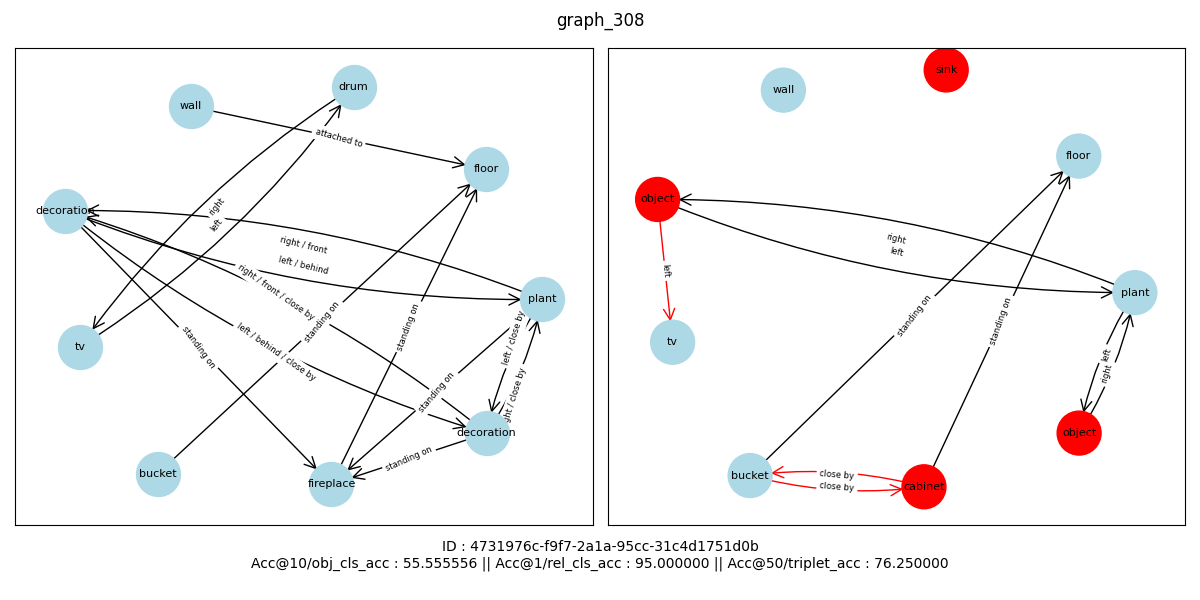 graph_308
drum
wall
attached to
floor
decoration
right
left
right / front
left / behind
right / front / close by
plant
standing on
standing on
left / close by
tv
standing on
left / behind / close by
standing on
ht / close by
decoration
standing on
bucket
fireplace
sink
wall
floor
object
right
left
left
plant
standing on
standing on
tv
left
right
object
bucket
close by
close by
cabinet
ID : 4731976c-f9f7-2a1a-95cc-31c4d1751d0b
Acc@10/obj_cls_acc : 55.555556 || Acc@1/rel_cls_acc : 95.000000 || Acc@50/triplet_acc : 76.250000